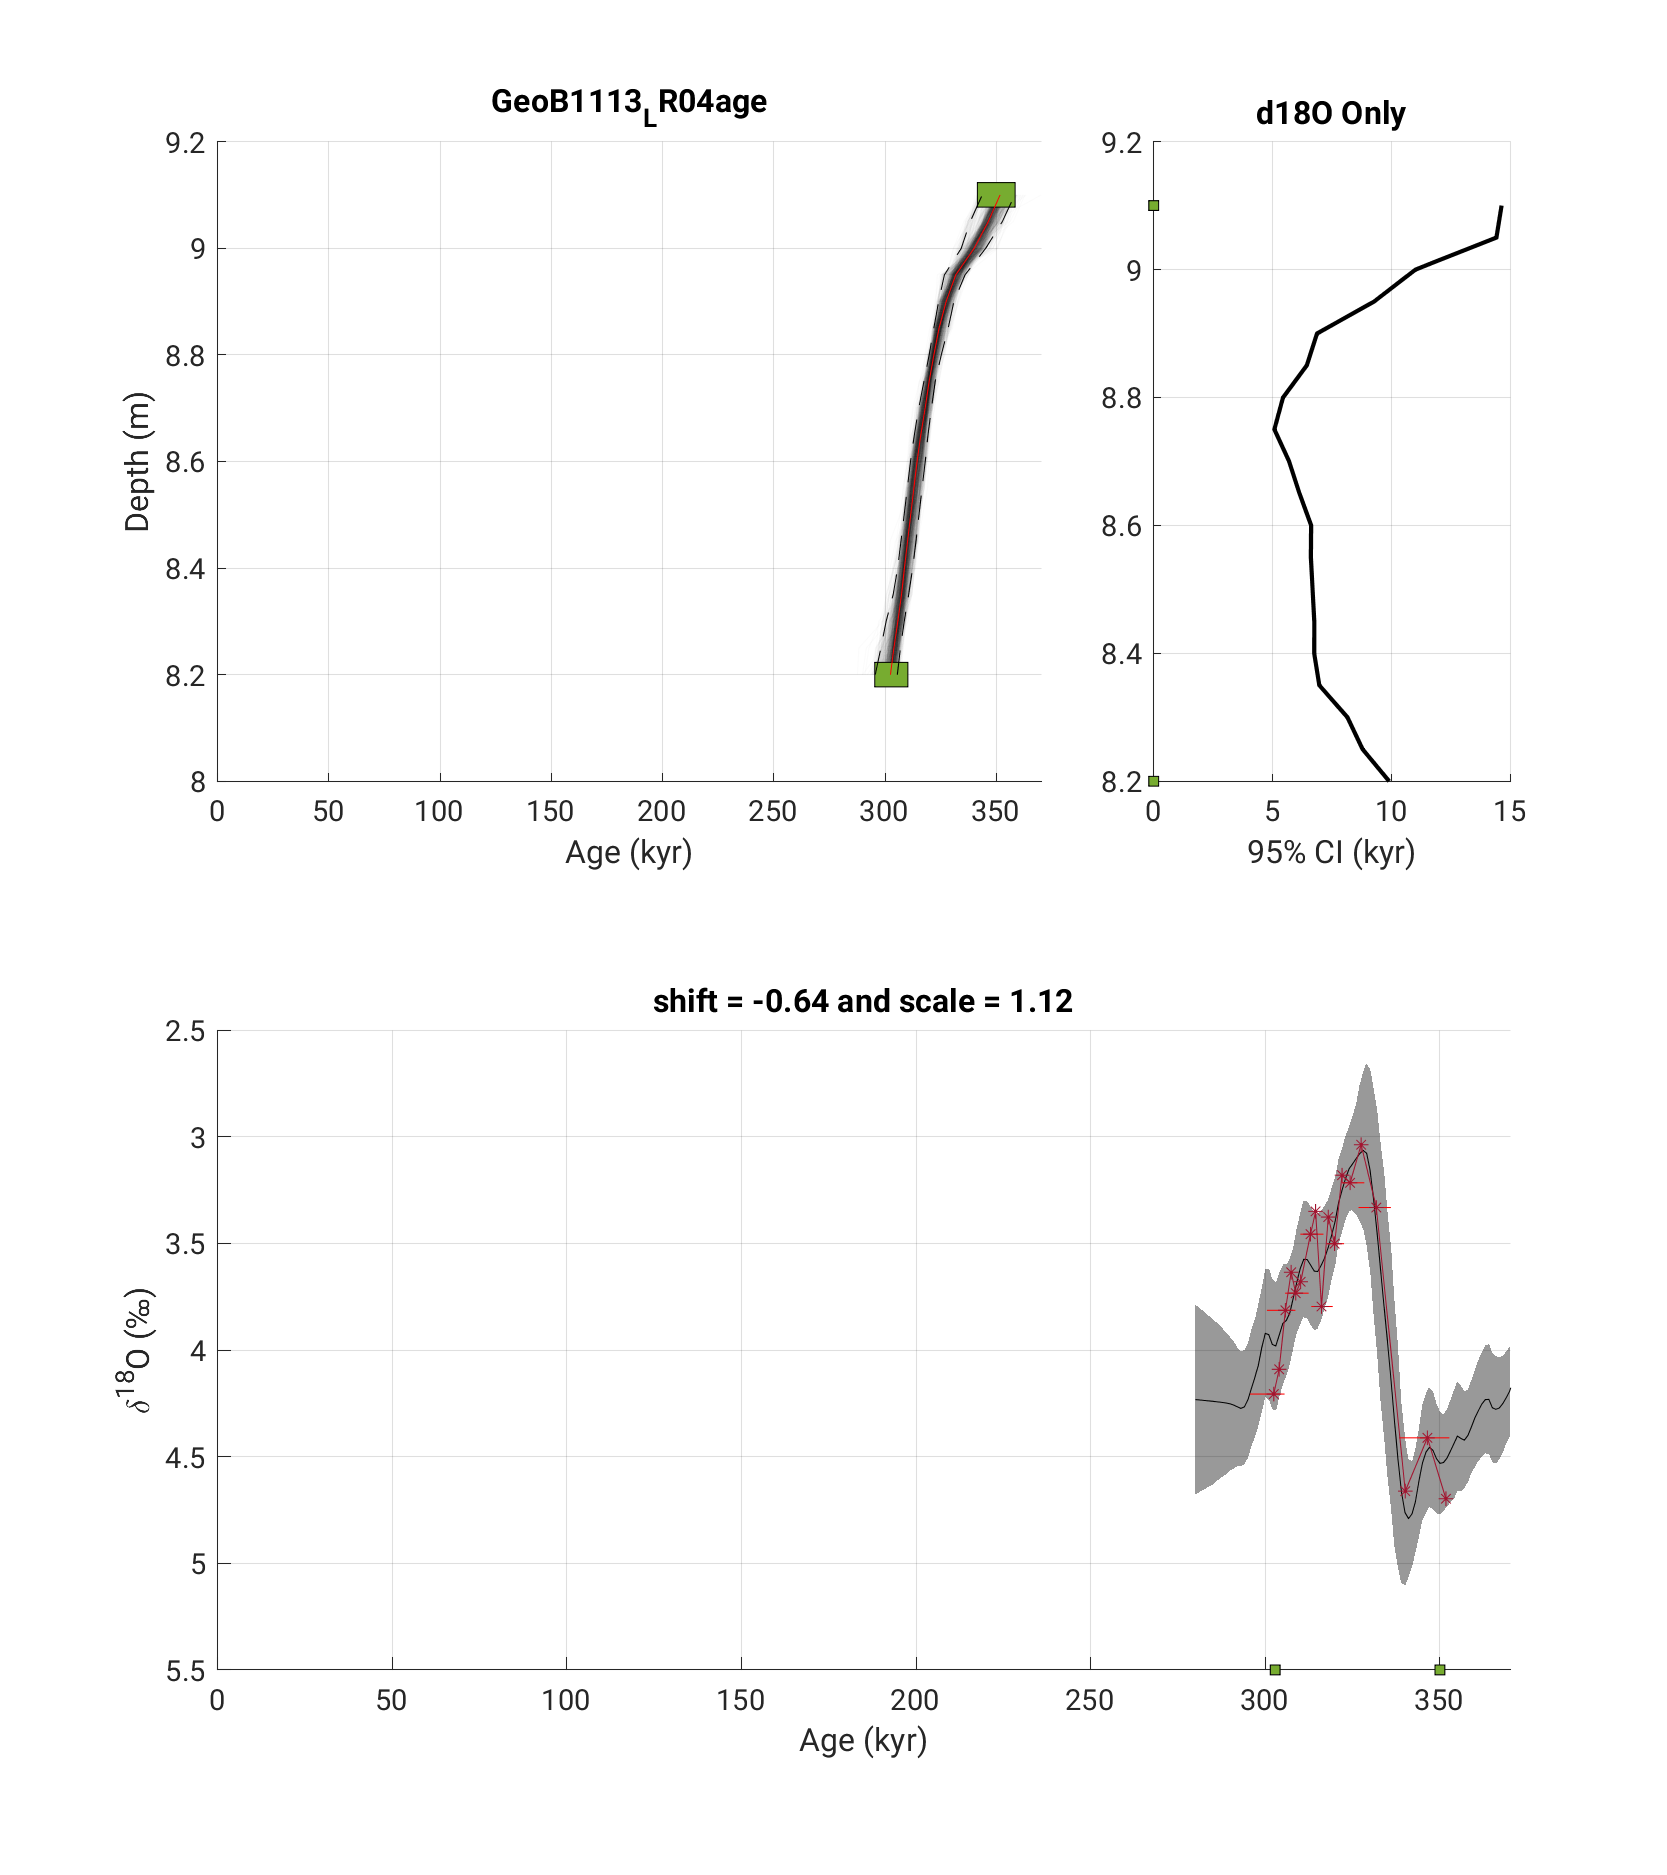 GeoB1113LR04age
d18O Only
9.2
9
8.8
8.6
8.4
8.2
8
Depth (m)
0 50 100 150 200 250 300 350
Age (kyr)
9.2
9
8.8
8.6
8.4
8.2
0 5 10 15
95% CI (kyr)
shift = -0.64 and scale = 1.12
2.5
3
3.5
4
4.5
5
5.5
δ18O (‰)
0 50 100 150 200 250 300 350
Age (kyr)